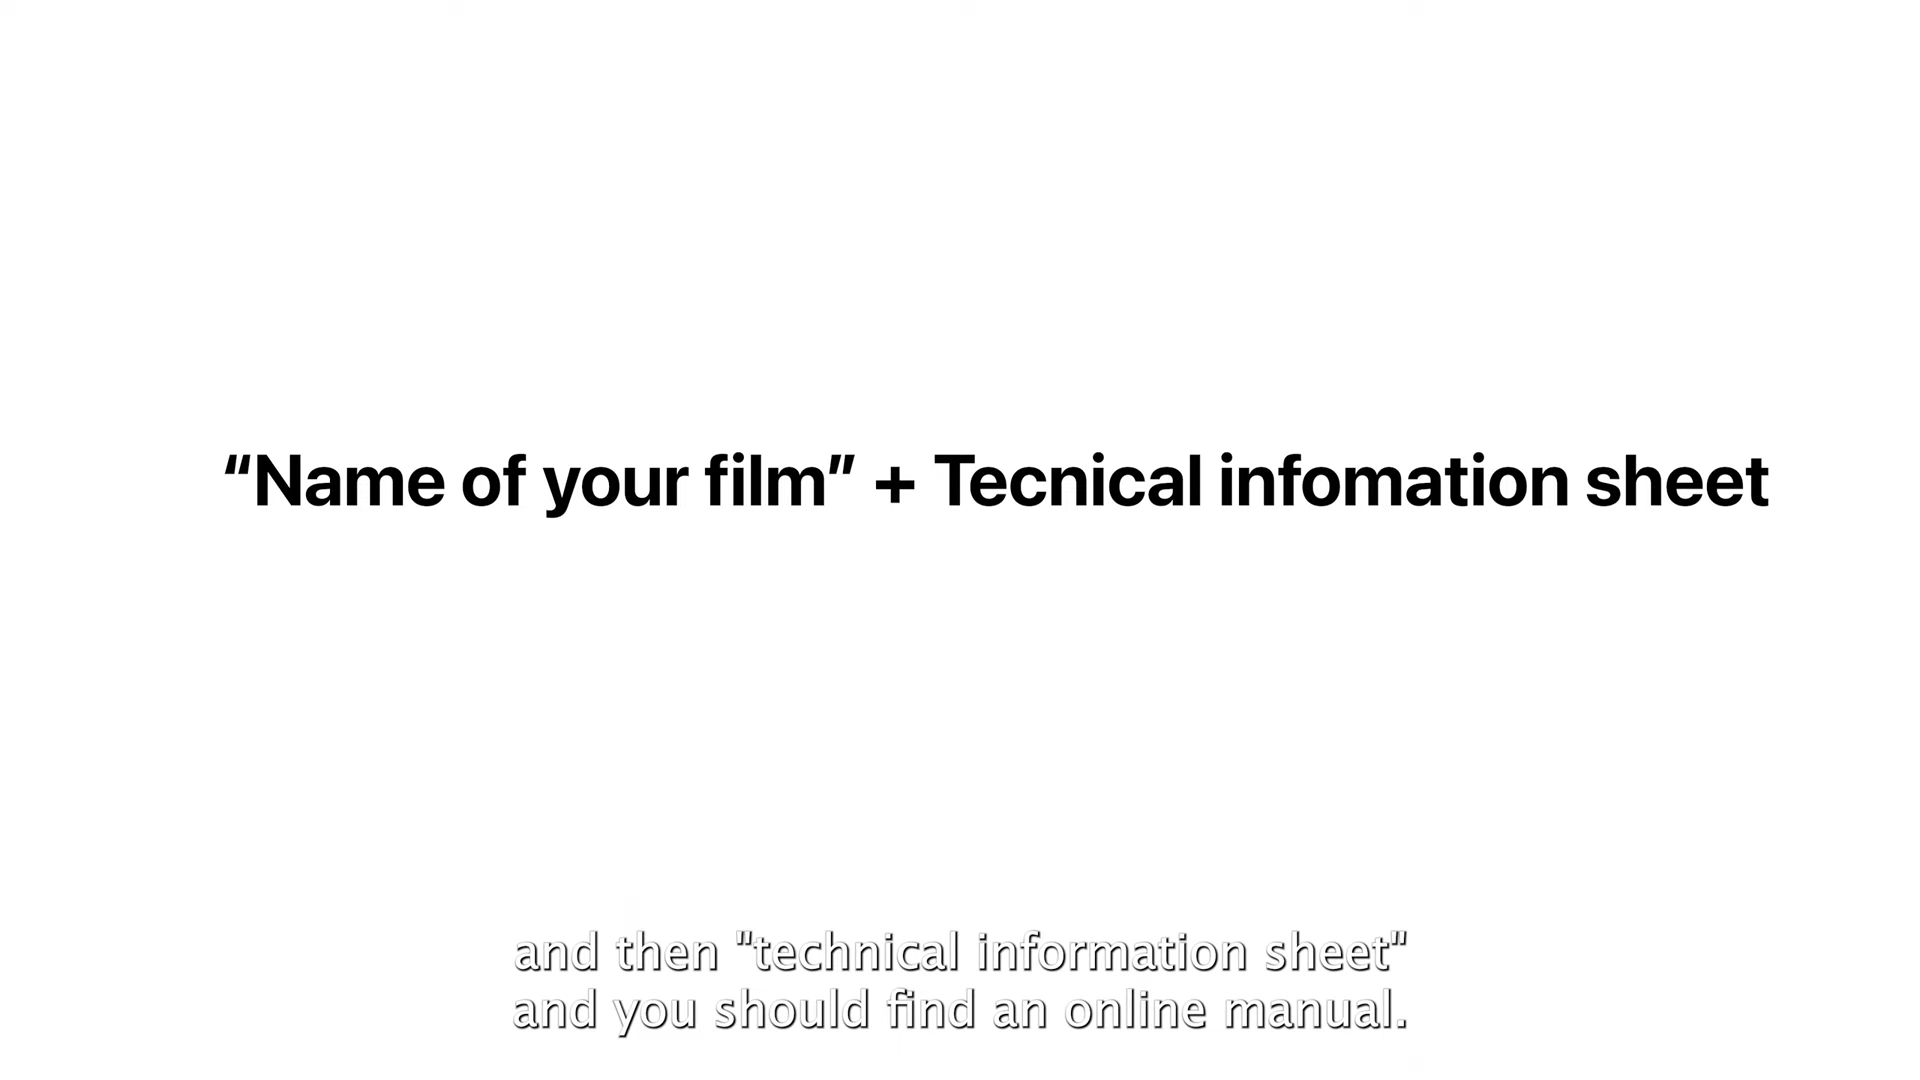 “Name of your film” + Tecnical infomation sheet
and then "technical information sheet"
and you should find an online manual.